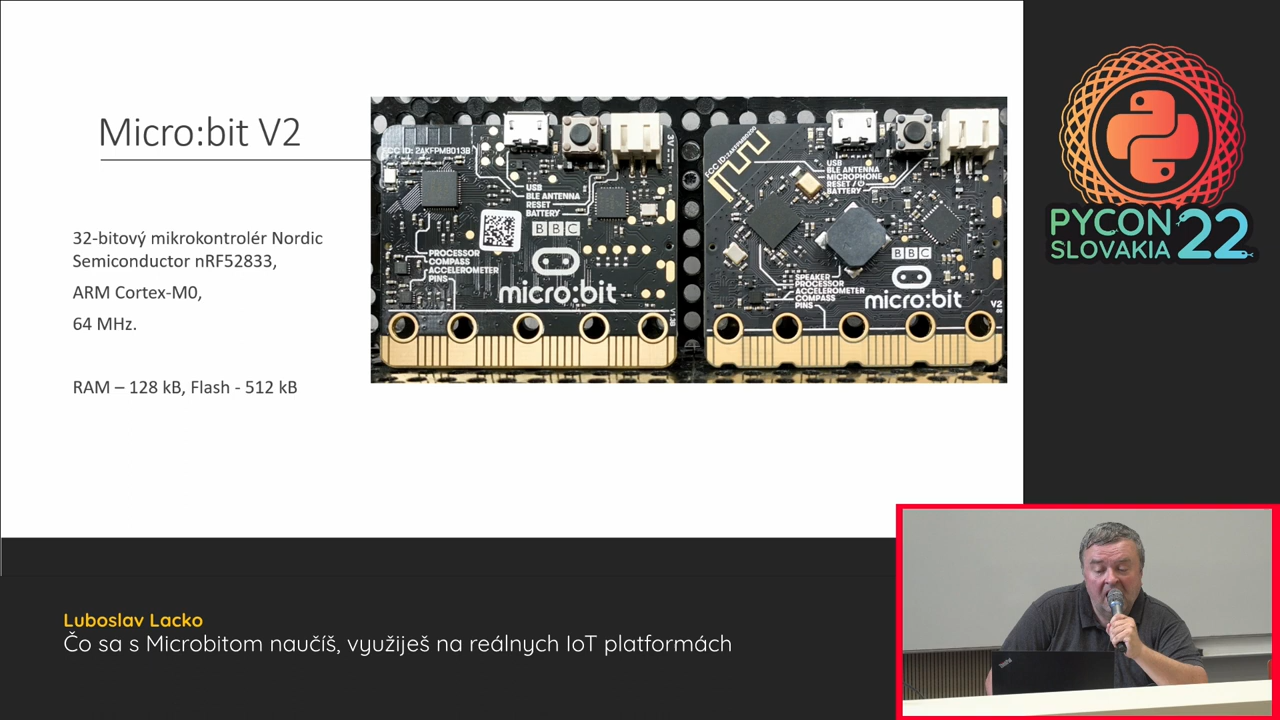 Micro:bit V2
32-bitový mikrokontrolér Nordic
Semiconductor nRF52833,
ARM Cortex-M0,
64 MHz.
RAM – 128 kB, Flash - 512 kB
FCC ID: 2AKFPMB013B
USB
BLE ANTENNA
RESET
BATTERY
BBC
PROCESSOR
COMPASS
ACCELEROMETER
PINS
micro:bit
3V
V1.3B
USB
BLE ANTENNA
MICROPHONE
RESET /
BATTERY
BBC
SPEAKER
PROCESSOR
ACCELEROMETER
COMPASS
PINS
micro:bit
V2
PYCON
SLOVAKIA
22
Luboslav Lacko
Čo sa s Microbitom naučíš, využiješ na reálnych IoT platformách